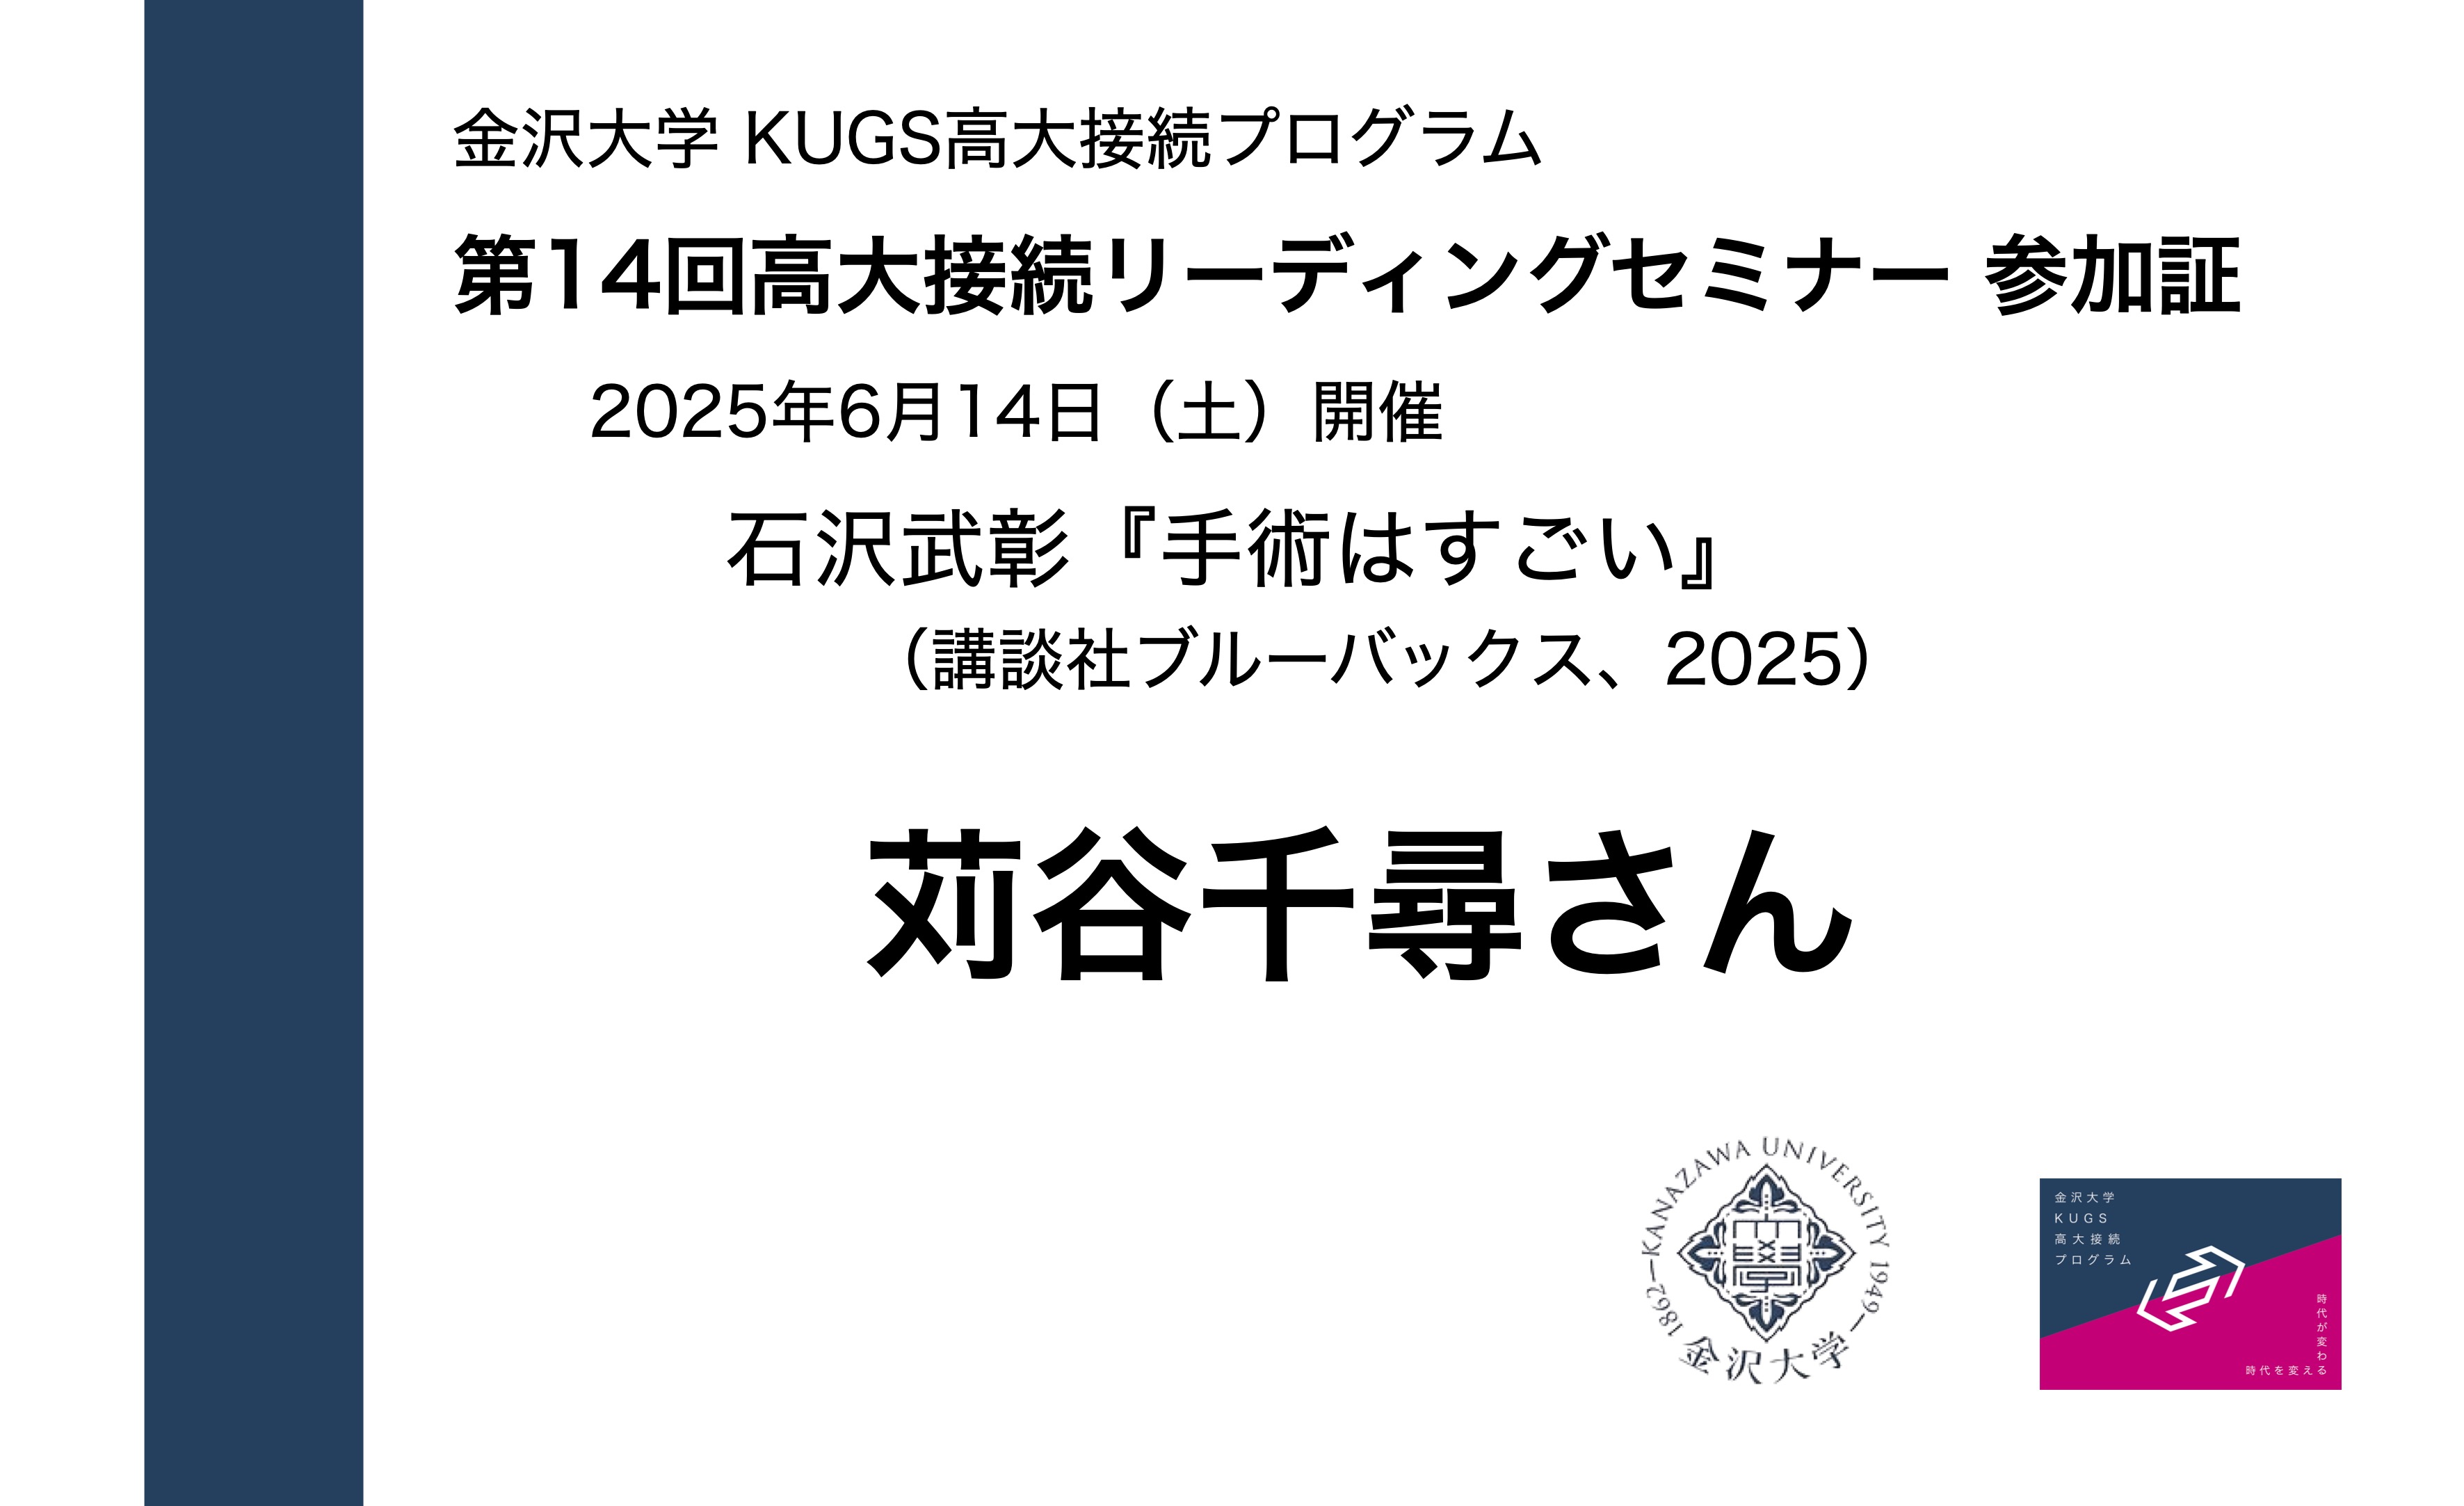 金沢大学 KUGS高大接続プログラム
第14回高大接続リーディングセミナー 参加証
2025年6月14日（土）開催
石沢武彰『手術はすごい』
（講談社ブルーバックス、2025）
苅谷千尋さん
1862—KANAZAWA UNIVERSITY 1949—
金沢大学
金沢大学
KUGS
高大接続
プログラム
時代が変わる
時代を変える